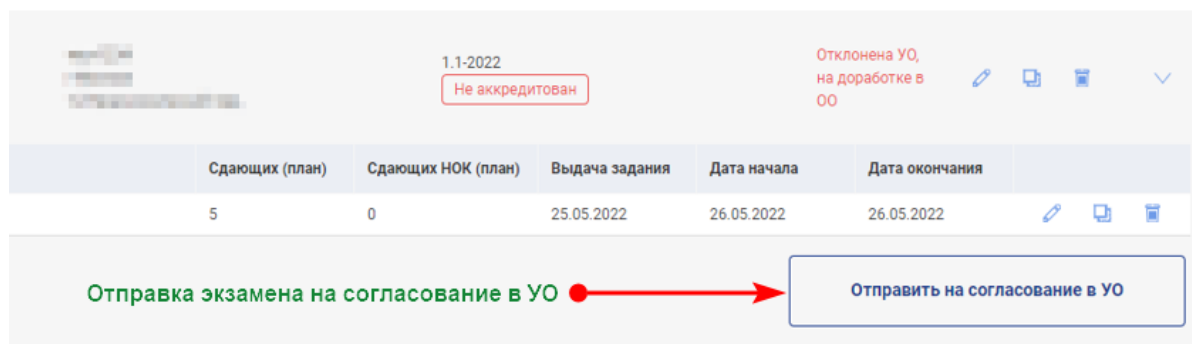 1.1-2022
Не аккредитован
Отклонена УО,
на доработке в
ОО
Сдающих (план) Сдающих НОК (план) Выдача задания Дата начала Дата окончания
5 0 25.05.2022 26.05.2022 26.05.2022
Отправка экзамена на согласование в УО
Отправить на согласование в УО